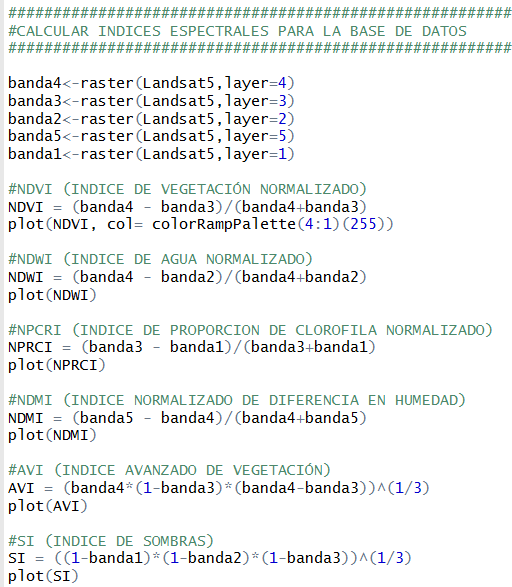 ########################################################
#CALCULAR INDICES ESPECTRALES PARA LA BASE DE DATOS
########################################################
banda4<-raster(Landsat5,layer=4)
banda3<-raster(Landsat5,layer=3)
banda2<-raster(Landsat5,layer=2)
banda5<-raster(Landsat5,layer=5)
banda1<-raster(Landsat5,layer=1)
#NDVI (INDICE DE VEGETACIÓN NORMALIZADO)
NDVI = (banda4 - banda3)/(banda4+banda3)
plot(NDVI, col= colorRampPalette(4:1)(255))
#NDWI (INDICE DE AGUA NORMALIZADO)
NDWI = (banda4 - banda2)/(banda4+banda2)
plot(NDWI)
#NPCRI (INDICE DE PROPORCION DE CLOROFILA NORMALIZADO)
NPRCI = (banda3 - banda1)/(banda3+banda1)
plot(NPRCI)
#NDMI (INDICE NORMALIZADO DE DIFERENCIA EN HUMEDAD)
NDMI = (banda5 - banda4)/(banda4+banda5)
plot(NDMI)
#AVI (INDICE AVANZADO DE VEGETACIÓN)
AVI = (banda4*(1-banda3)*(banda4-banda3))^(1/3)
plot(AVI)
#SI (INDICE DE SOMBRAS)
SI = ((1-banda1)*(1-banda2)*(1-banda3))^(1/3)
plot(SI)